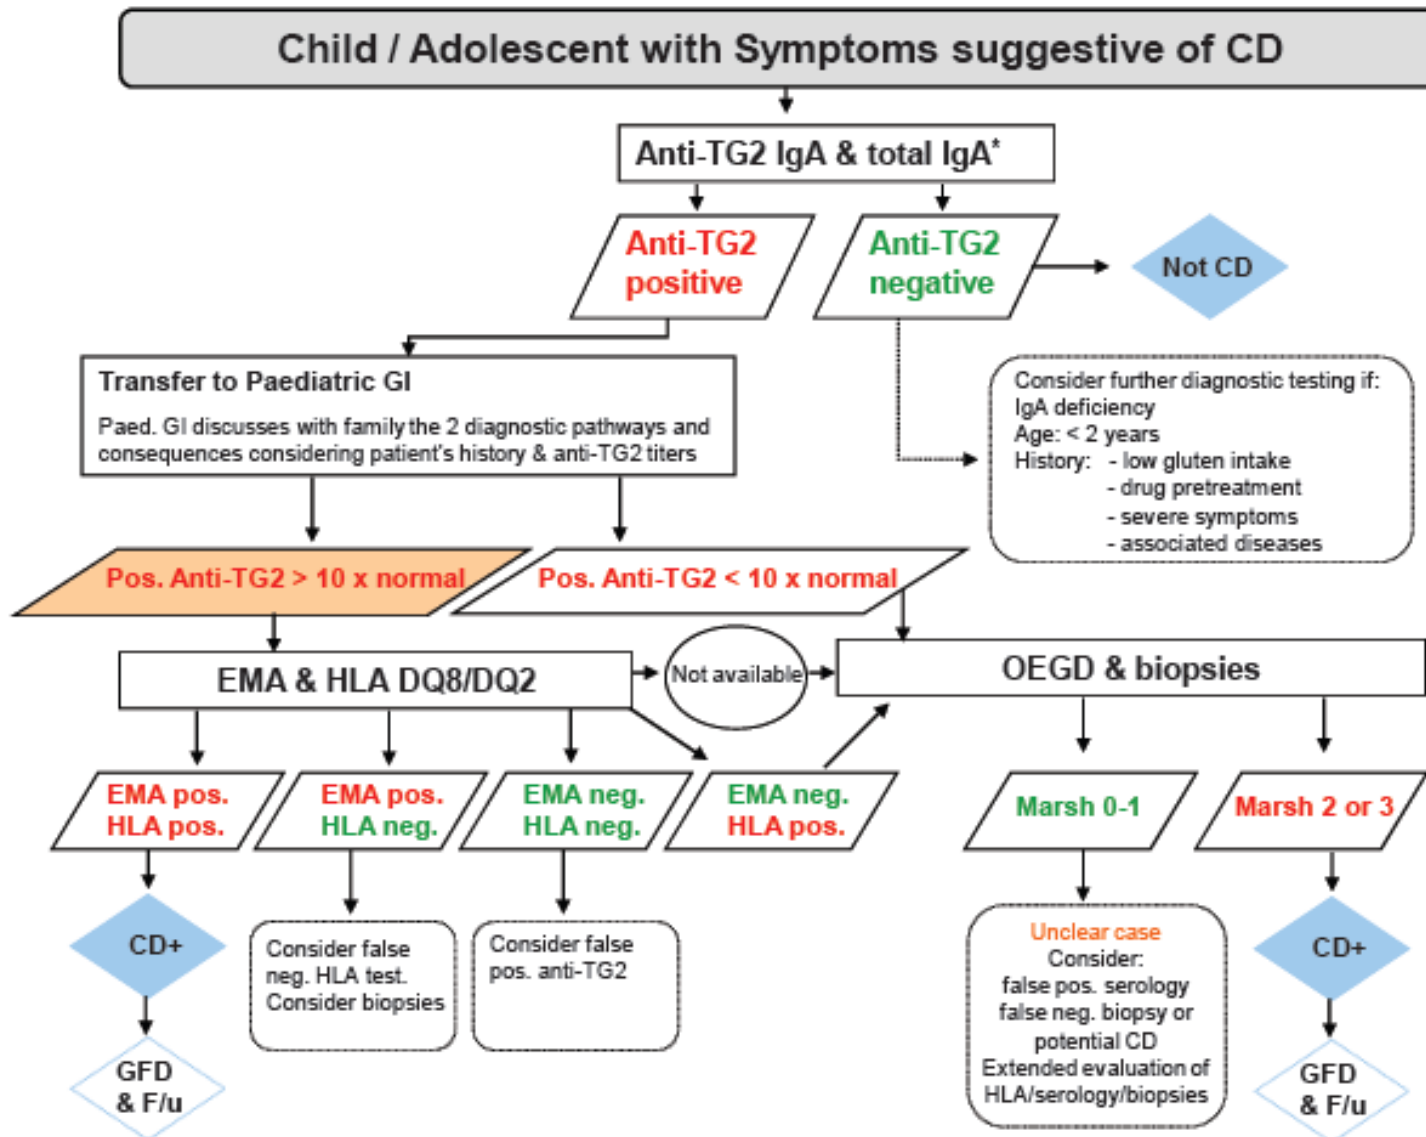 Child / Adolescent with Symptoms suggestive of CD
Anti-TG2 IgA & total IgA*
Anti-TG2
positive
Anti-TG2
negative
Not CD
Transfer to Paediatric GI
Paed. GI discusses with family the 2 diagnostic pathways and
consequences considering patient's history & anti-TG2 titers
Consider further diagnostic testing if:
IgA deficiency
Age: < 2 years
History: - low gluten intake
- drug pretreatment
- severe symptoms
- associated diseases
Pos. Anti-TG2 > 10 x normal
Pos. Anti-TG2 < 10 x normal
EMA & HLA DQ8/DQ2
Not available
OEGD & biopsies
EMA pos.
HLA pos.
EMA pos.
HLA neg.
EMA neg.
HLA neg.
EMA neg.
HLA pos.
Marsh 0-1
Marsh 2 or 3
CD+
Consider false
neg. HLA test.
Consider biopsies
Consider false
pos. anti-TG2
Unclear case
Consider:
false pos. serology
false neg. biopsy or
potential CD
Extended evaluation of
HLA/serology/biopsies
CD+
GFD
& F/u
GFD
& F/u